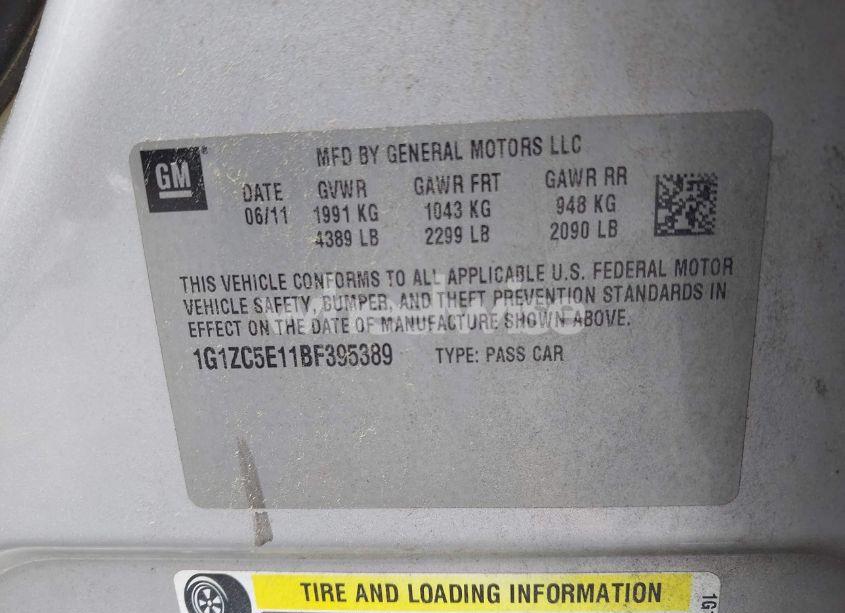 GM
MFD BY GENERAL MOTORS LLC
DATE GVWR GAWR FRT GAWR RR
06/11 1991 KG 1043 KG 948 KG
4389 LB 2299 LB 2090 LB
THIS VEHICLE CONFORMS TO ALL APPLICABLE U.S. FEDERAL MOTOR
VEHICLE SAFETY, BUMPER, AND THEFT PREVENTION STANDARDS IN
EFFECT ON THE DATE OF MANUFACTURE SHOWN ABOVE.
1G1ZC5E11BF395389 TYPE: PASS CAR
TIRE AND LOADING INFORMATION
1G